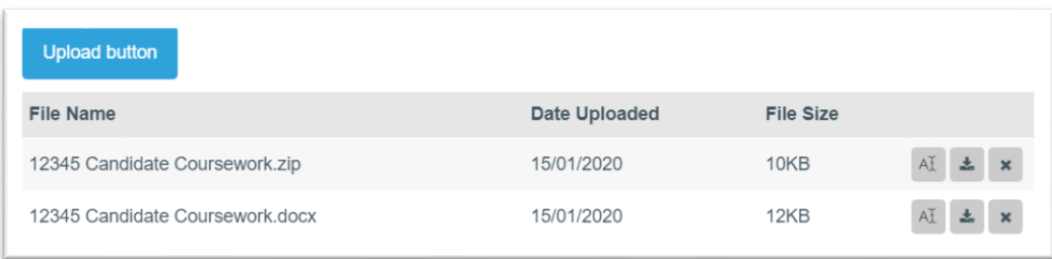 Upload button
File Name Date Uploaded File Size
12345 Candidate Coursework.zip 15/01/2020 10KB
12345 Candidate Coursework.docx 15/01/2020 12KB